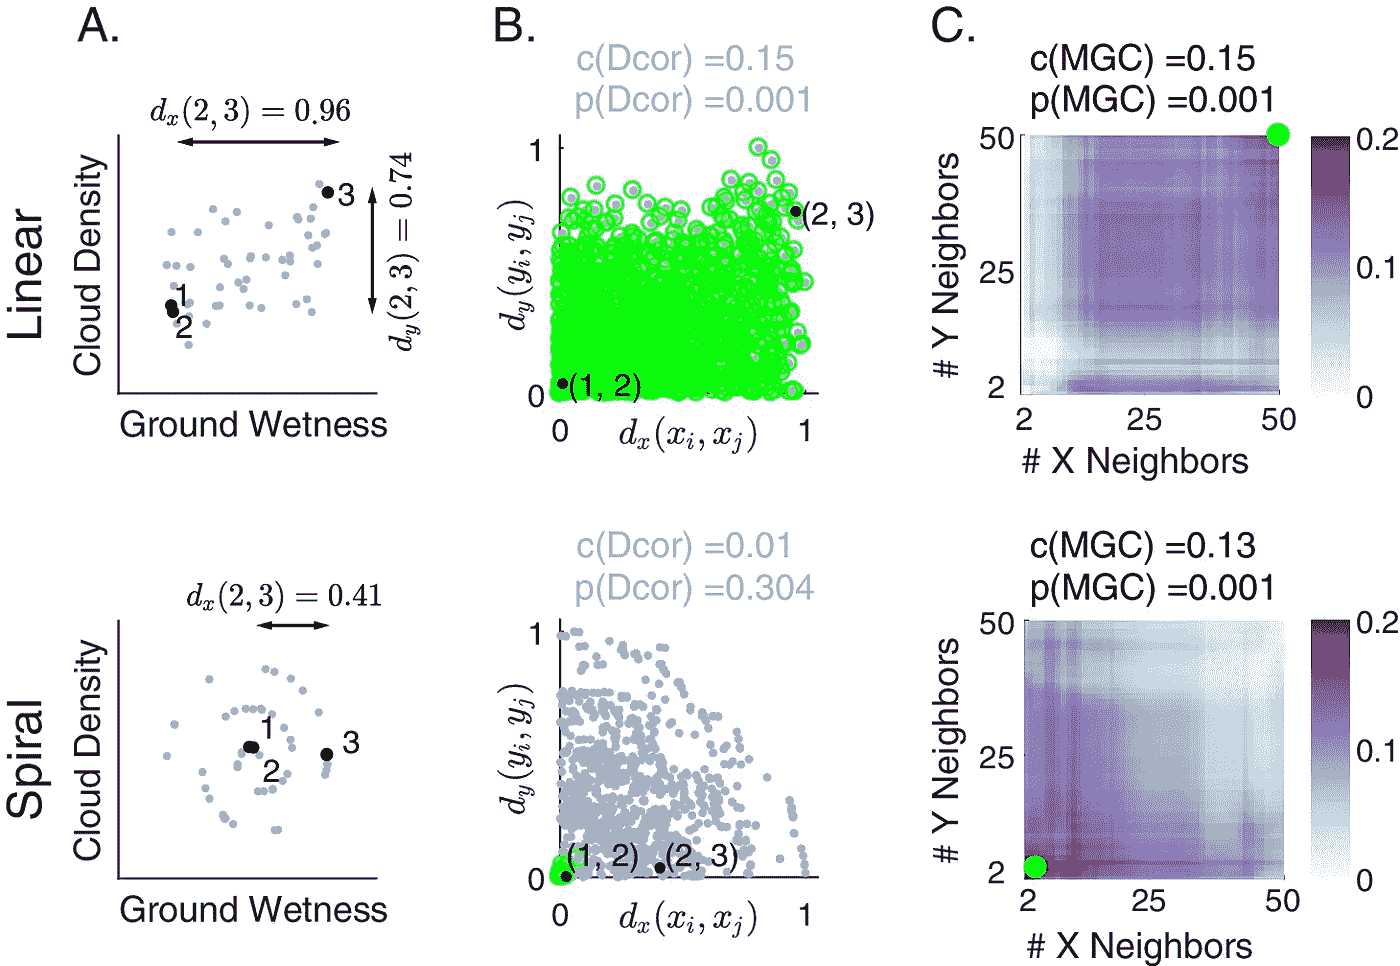 A.
B.
C.
Linear
d_x(2, 3) = 0.96
d_y(2, 3) = 0.74
Cloud Density
3
1
2
Ground Wetness
c(Dcor) =0.15
p(Dcor) =0.001
d_y(y_i, y_j)
1
(2, 3)
(1, 2)
0
0
d_x(x_i, x_j)
1
c(MGC) =0.15
p(MGC) =0.001
# Y Neighbors
50
25
2
2
25
50
# X Neighbors
0.2
0.1
0
Spiral
d_x(2, 3) = 0.41
Cloud Density
1
3
2
Ground Wetness
c(Dcor) =0.01
p(Dcor) =0.304
d_y(y_i, y_j)
1
(1, 2)
(2, 3)
0
0
d_x(x_i, x_j)
1
c(MGC) =0.13
p(MGC) =0.001
# Y Neighbors
50
25
2
2
25
50
# X Neighbors
0.2
0.1
0